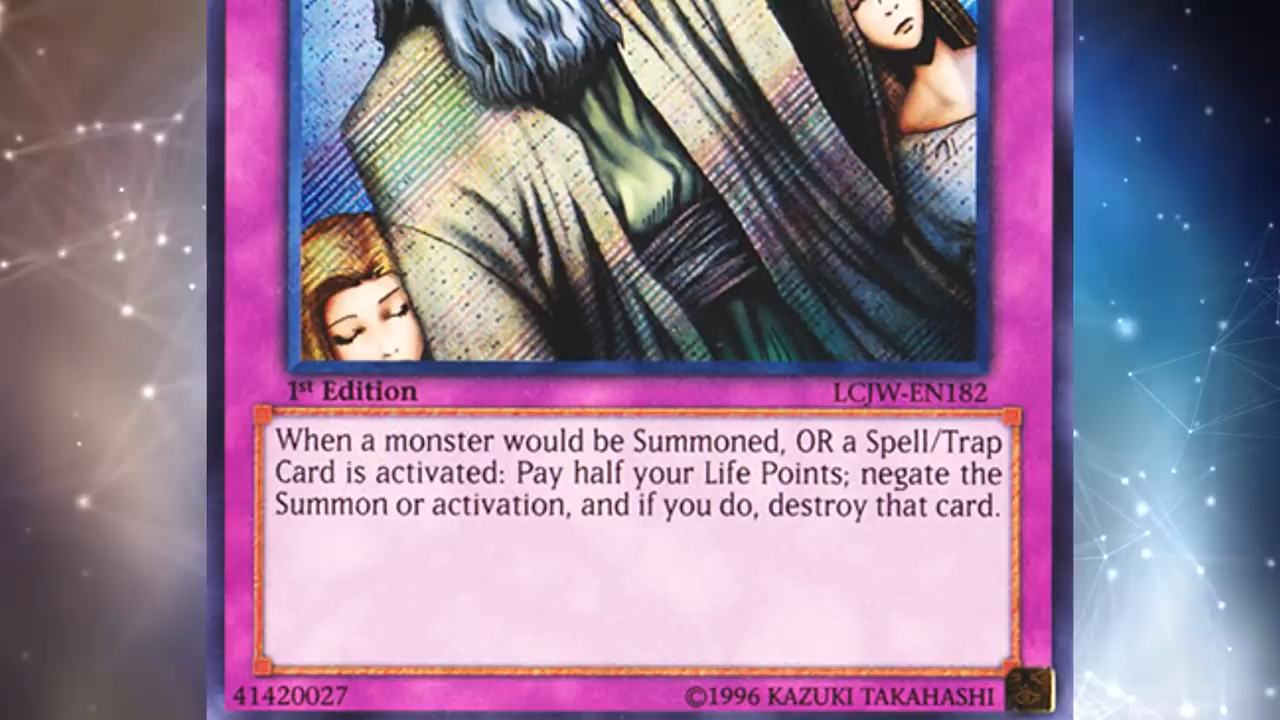 1st Edition
LCJW-EN182
When a monster would be Summoned, OR a Spell/Trap
Card is activated: Pay half your Life Points; negate the
Summon or activation, and if you do, destroy that card.
41420027
©1996 KAZUKI TAKAHASHI